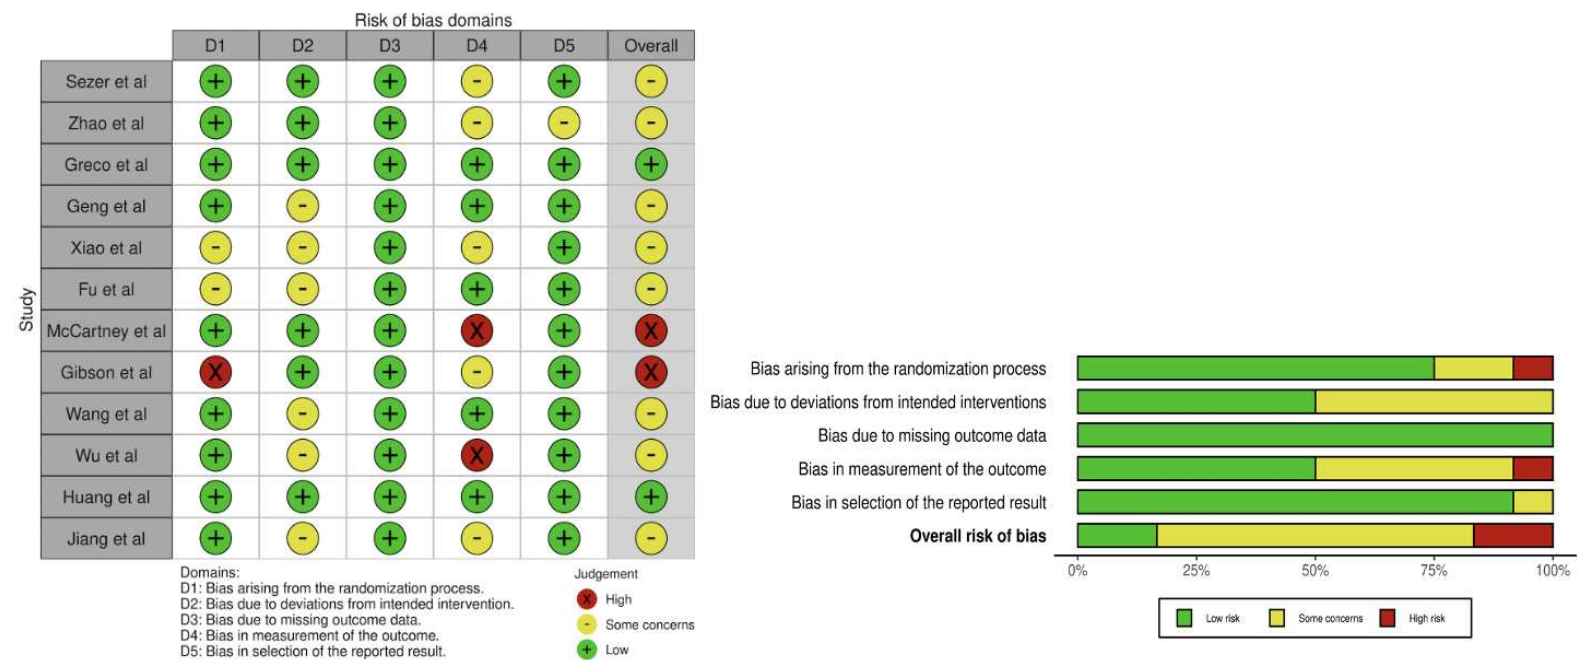 Risk of bias domains
D1 D2 D3 D4 D5 Overall
Study
Sezer et al + + + - + -
Zhao et al + + + - - -
Greco et al + + + + + +
Geng et al + - + + + -
Xiao et al - - + - + -
Fu et al - - + + + -
McCartney et al + + + X + X
Gibson et al X + + - + X
Wang et al + - + + + -
Wu et al + - + X + -
Huang et al + + + + + +
Jiang et al + - + - + -
Domains:
D1: Bias arising from the randomization process.
D2: Bias due to deviations from intended intervention.
D3: Bias due to missing outcome data.
D4: Bias in measurement of the outcome.
D5: Bias in selection of the reported result.
Judgement
X High
- Some concerns
+ Low
Bias arising from the randomization process
Bias due to deviations from intended interventions
Bias due to missing outcome data
Bias in measurement of the outcome
Bias in selection of the reported result
Overall risk of bias
0% 25% 50% 75% 100%
Low risk Some concerns High risk